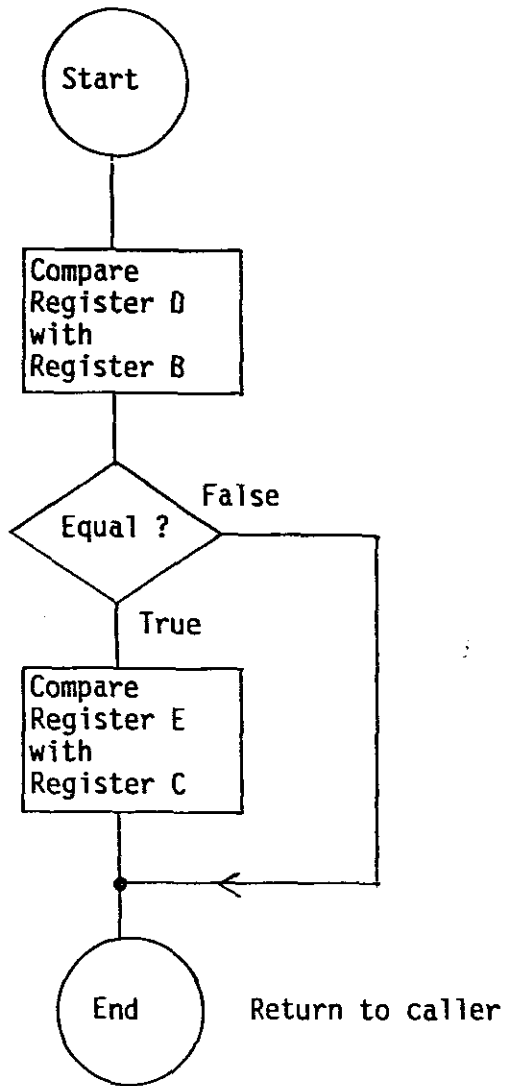 Start
Compare
Register D
with
Register B
False
Equal ?
True
Compare
Register E
with
Register C
End
Return to caller